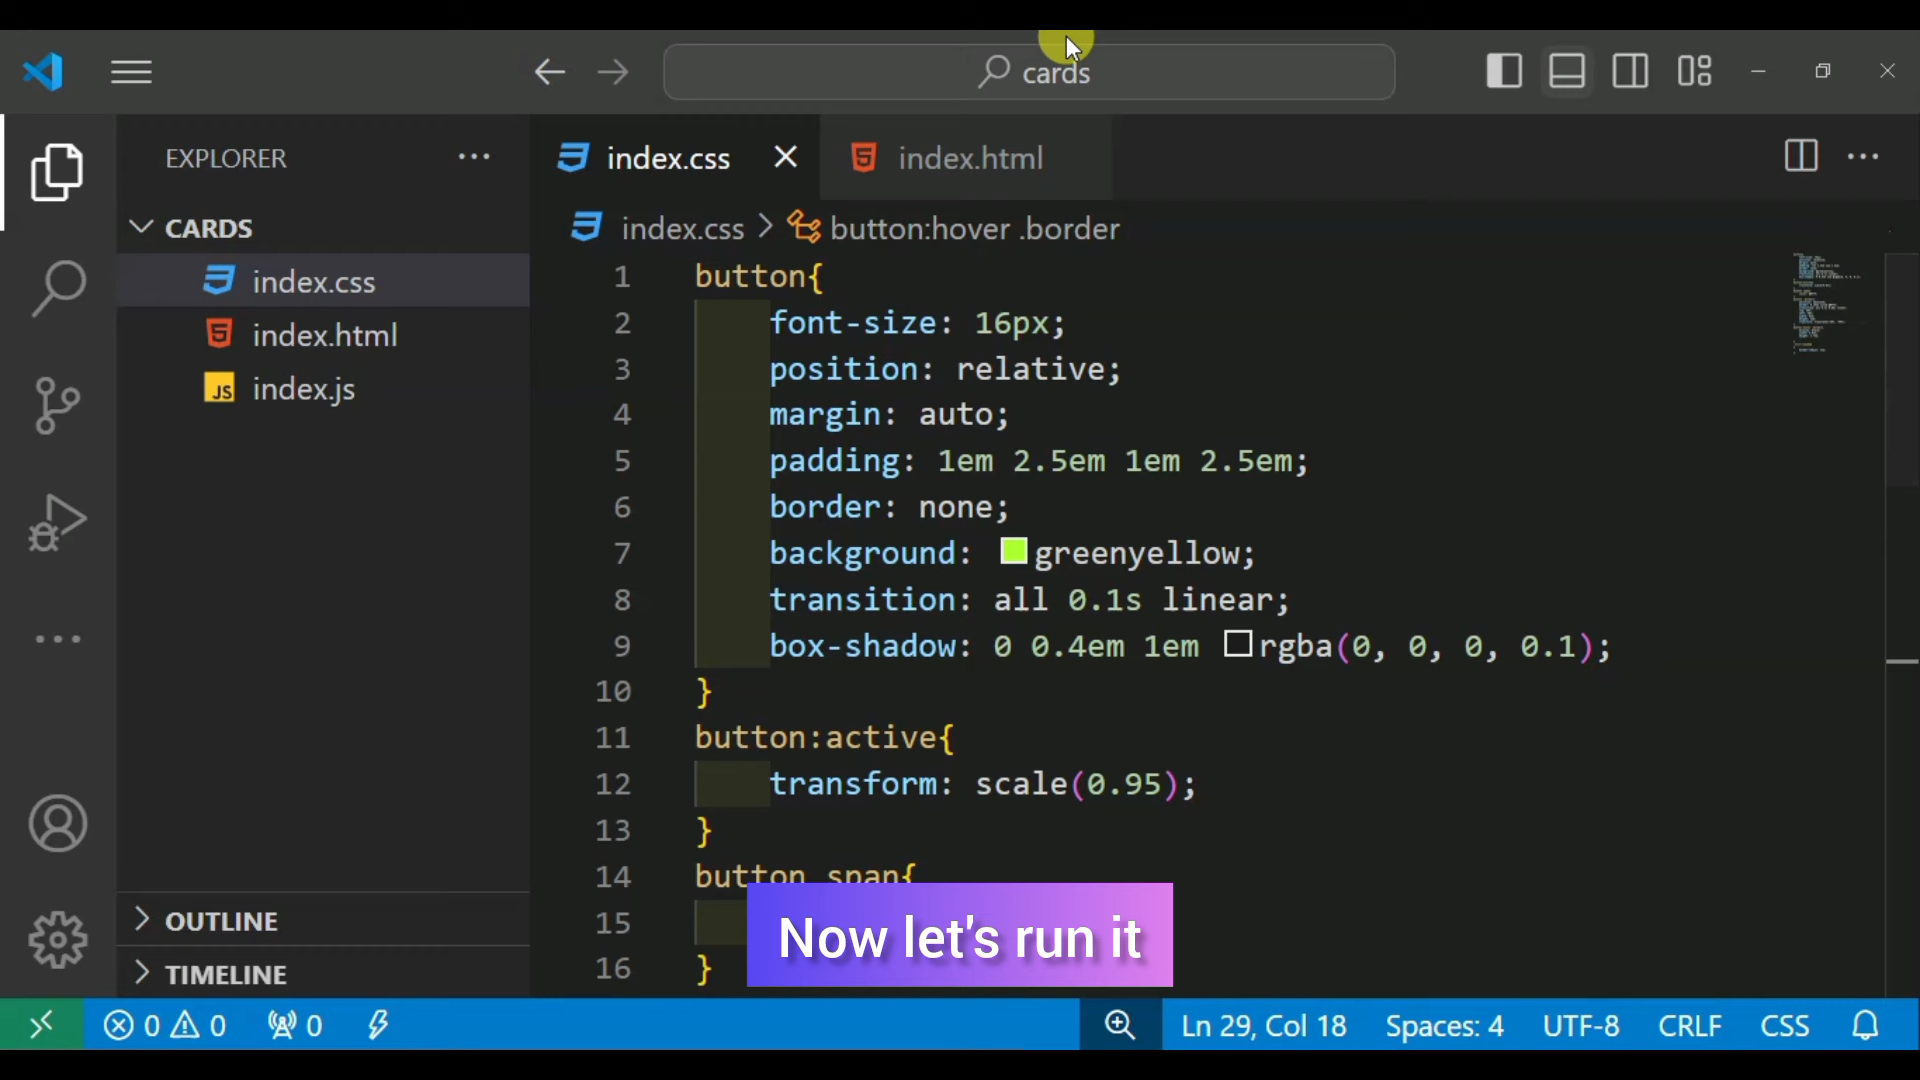 cards
EXPLORER
CARDS
index.css
index.html
index.js
OUTLINE
TIMELINE
index.css
index.html
index.css > button:hover .border
1 button{
2 font-size: 16px;
3 position: relative;
4 margin: auto;
5 padding: 1em 2.5em 1em 2.5em;
6 border: none;
7 background: greenyellow;
8 transition: all 0.1s linear;
9 box-shadow: 0 0.4em 1em rgba(0, 0, 0, 0.1);
10 }
11 button:active{
12 transform: scale(0.95);
13 }
14 button span{
15
16 }
Now let's run it
0 0 0 Ln 29, Col 18 Spaces: 4 UTF-8 CRLF CSS